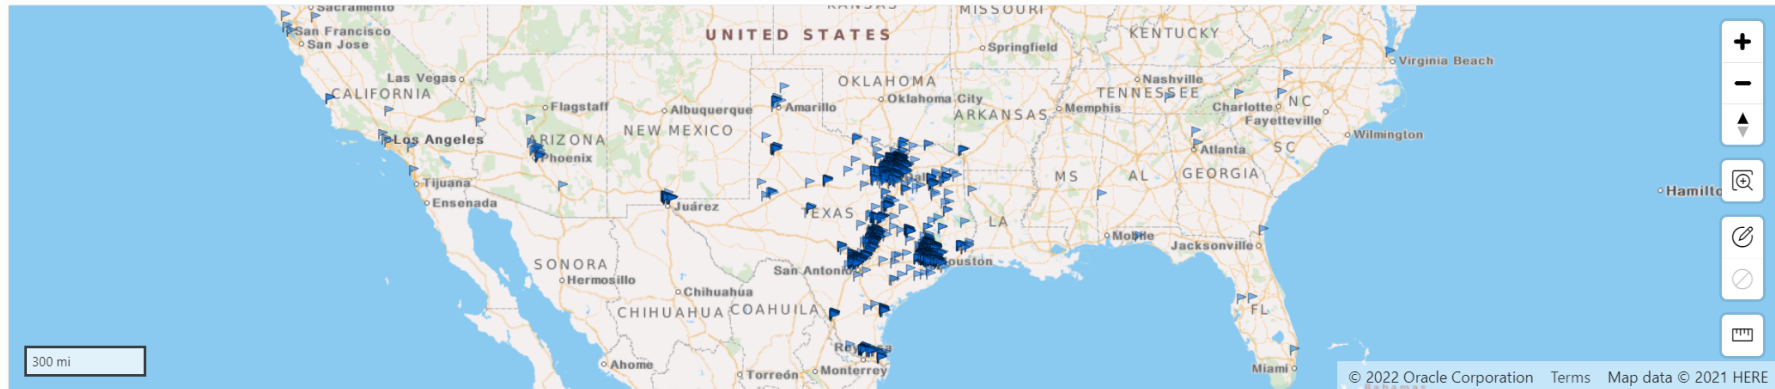 Sacramento
KANSAS
MISSOURI
San Francisco
San Jose
UNITED STATES
KENTUCKY
Springfield
Virginia Beach
Las Vegas
CALIFORNIA
OKLAHOMA
Nashville
TENNESSEE
Flagstaff
Albuquerque
Amarillo
Oklahoma City
ARKANSAS
Memphis
Charlotte
NC
Fayetteville
Los Angeles
ARIZONA
NEW MEXICO
Wilmington
Phoenix
Atlanta
SC
Tijuana
MS
AL
GEORGIA
Ensenada
Juárez
TEXAS
LA
Mobile
Jacksonville
SONORA
Hermosillo
San Antonio
Houston
Chihuahua
CHIHUAHUA
COAHUILA
FL
300 mi
Ahome
Torreón
Monterrey
Miami
© 2022 Oracle Corporation Terms Map data © 2021 HERE